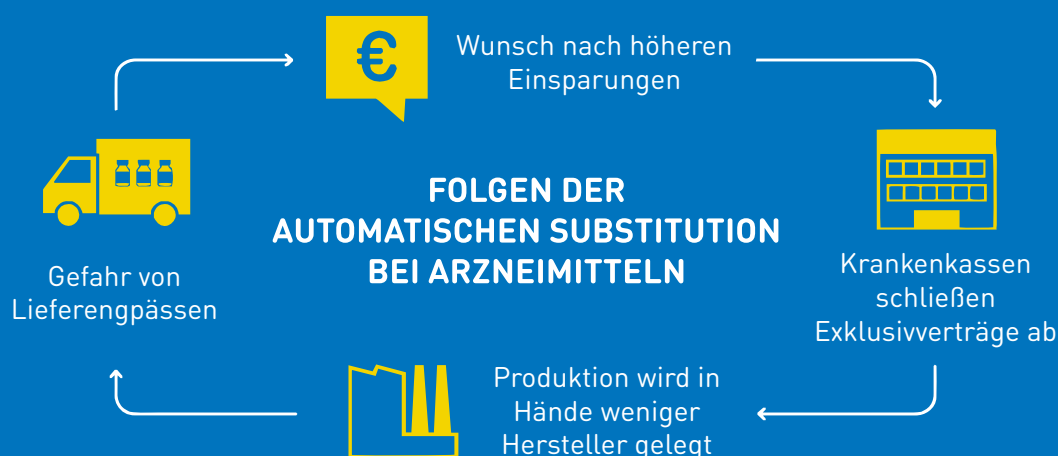 €
Wunsch nach höheren
Einsparungen
FOLGEN DER
AUTOMATISCHEN SUBSTITUTION
BEI ARZNEIMITTELN
Krankenkassen
schließen
Exklusivverträge ab
Produktion wird in
Hände weniger
Hersteller gelegt
Gefahr von
Lieferengpässen